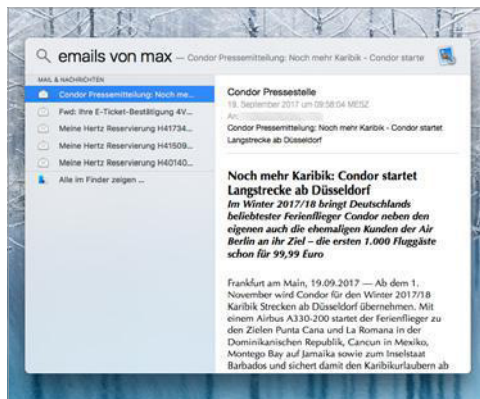 emails von max — Condor Pressemitteilung: Noch mehr Karibik - Condor starte
MAIL & NACHRICHTEN
Condor Pressemitteilung: Noch me...
Fwd: Ihre E-Ticket-Bestätigung 4V...
Meine Hertz Reservierung H41734...
Meine Hertz Reservierung H41509...
Meine Hertz Reservierung H40140...
Alle im Finder zeigen ...
Condor Pressestelle
19. September 2017 um 09:58:04 MESZ
An:
Condor Pressemitteilung: Noch mehr Karibik - Condor startet
Langstrecke ab Düsseldorf
Noch mehr Karibik: Condor startet
Langstrecke ab Düsseldorf
Im Winter 2017/18 bringt Deutschlands
beliebtester Ferienflieger Condor neben den
eigenen auch die ehemaligen Kunden der Air
Berlin an ihr Ziel – die ersten 1.000 Fluggäste
schon für 99,99 Euro
Frankfurt am Main, 19.09.2017 — Ab dem 1.
November wird Condor für den Winter 2017/18
Karibik Strecken ab Düsseldorf übernehmen. Mit
einem Airbus A330-200 startet der Ferienflieger zu
den Zielen Punta Cana und La Romana in der
Dominikanischen Republik, Cancun in Mexiko,
Montego Bay auf Jamaika sowie zum Inselstaat
Barbados und sichert damit den Karibikurlaubern ab